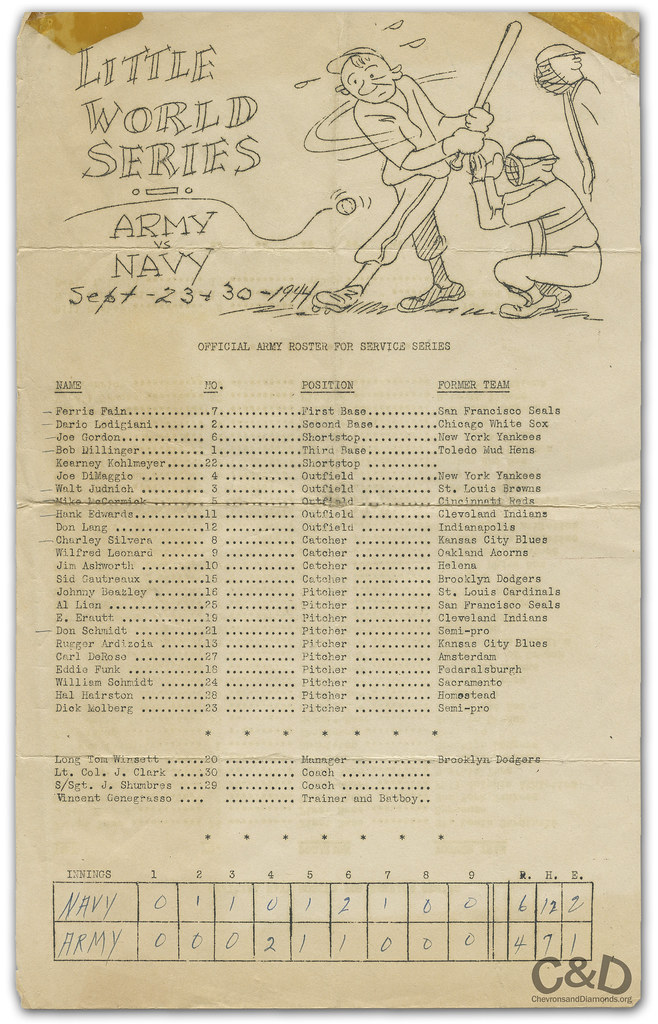 LITTLE
WORLD
SERIES
ARMY
VS
NAVY
Sept - 23 + 30 - 1944
OFFICIAL ARMY ROSTER FOR SERVICE SERIES
NAME NO. POSITION FORMER TEAM
Ferris Fain............7............First Base..........San Francisco Seals
Dario Lodigiani........2............Second Base.........Chicago White Sox
Joe Gordon.............6............Shortstop...........New York Yankees
Bob Dillinger..........1............Third Base..........Toledo Mud Hens
Kearney Kohlmeyer......22...........Shortstop ..........
Joe DiMaggio ..........4 ...........Outfield ...........New York Yankees
Walt Judnich ..........3 ...........Outfield ...........St. Louis Browns
Mike McCormick ........5 ...........Outfield ...........Cincinnati Reds
Hank Edwards..........11 ...........Outfield ...........Cleveland Indians
Don Lang .............12 ...........Outfield ...........Indianapolis
Charley Silvera .......8 ...........Catcher ............Kansas City Blues
Wilfred Leonard .......9 ...........Catcher ............Oakland Acorns
Jim Ashworth .........10 ...........Catcher ............Helena
Sid Gautreaux ........15 ...........Catcher ............Brooklyn Dodgers
Johnny Beazley .......16 ...........Pitcher ............St. Louis Cardinals
Al Lien ..............25 ...........Pitcher ............San Francisco Seals
E. Erautt ............19 ...........Pitcher ............Cleveland Indians
Don Schmidt ..........21 ...........Pitcher ............Semi-pro
Rugger Ardizoia ......13 ...........Pitcher ............Kansas City Blues
Carl DeRose ..........27 ...........Pitcher ............Amsterdam
Eddie Funk ...........18 ...........Pitcher ............Fedaralsburgh
William Schmidt ......24 ...........Pitcher ............Sacramento
Hal Hairston .........28 ...........Pitcher ............Homestead
Dick Molberg .........23 ...........Pitcher ............Semi-pro
* * * * * * *
Long Tom Winsett ......20 ...........Manager ............Brooklyn Dodgers
Lt. Col. J. Clark .....30 ...........Coach ..............
S/Sgt. J. Shumbres ....29 ...........Coach ..............
Vincent Genegrasso .... ............Trainer and Batboy..
* * * * * * *
INNINGS 1 2 3 4 5 6 7 8 9 R. H. E.
NAVY 0 1 1 0 1 2 1 0 0 6 12 2
ARMY 0 0 0 2 1 1 0 0 0 4 7 1
C&D
ChevronsandDiamonds.org